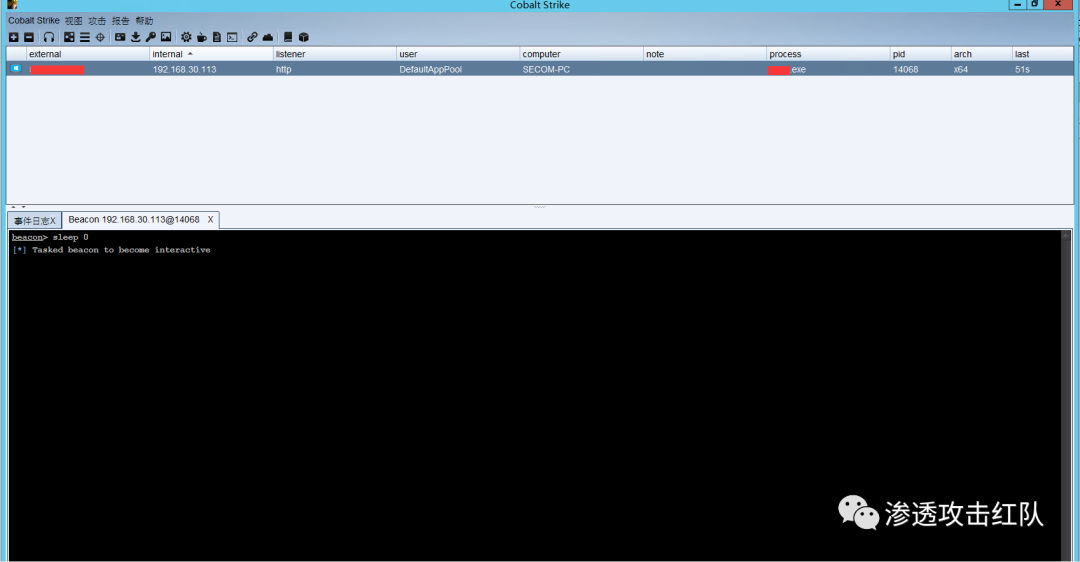 Cobalt Strike
Cobalt Strike 视图 攻击 报告 帮助
external internal listener user computer note process pid arch last
192.168.30.113 http DefaultAppPool SECOM-PC .exe 14068 x64 51s
事件日志X Beacon 192.168.30.113@14068 X
beacon> sleep 0
[*] Tasked beacon to become interactive
渗透攻击红队